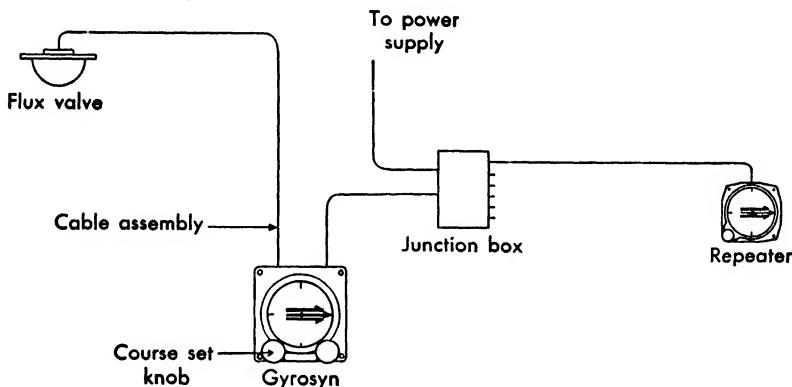 To power
supply
Flux valve
Cable assembly
Junction box
Repeater
Course set
knob
Gyrosyn